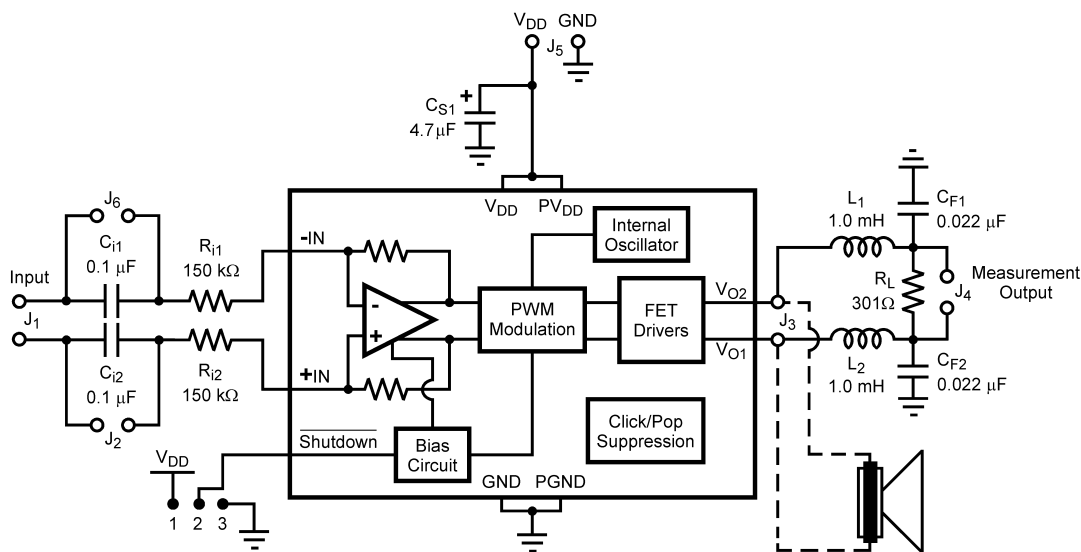 VDD GND
J5
+
CS1
4.7µF
VDD PVDD
J6
Ci1
0.1 µF
Ri1
150 kΩ
Input
J1
Ci2
0.1 µF
Ri2
150 kΩ
J2
-IN
+IN
-
+
Internal
Oscillator
PWM
Modulation
FET
Drivers
VO2
VO1
J3
L1
1.0 mH
CF1
0.022 µF
RL
301Ω
J4
Measurement
Output
L2
1.0 mH
CF2
0.022 µF
Shutdown
Bias
Circuit
Click/Pop
Suppression
VDD
1 2 3
GND PGND